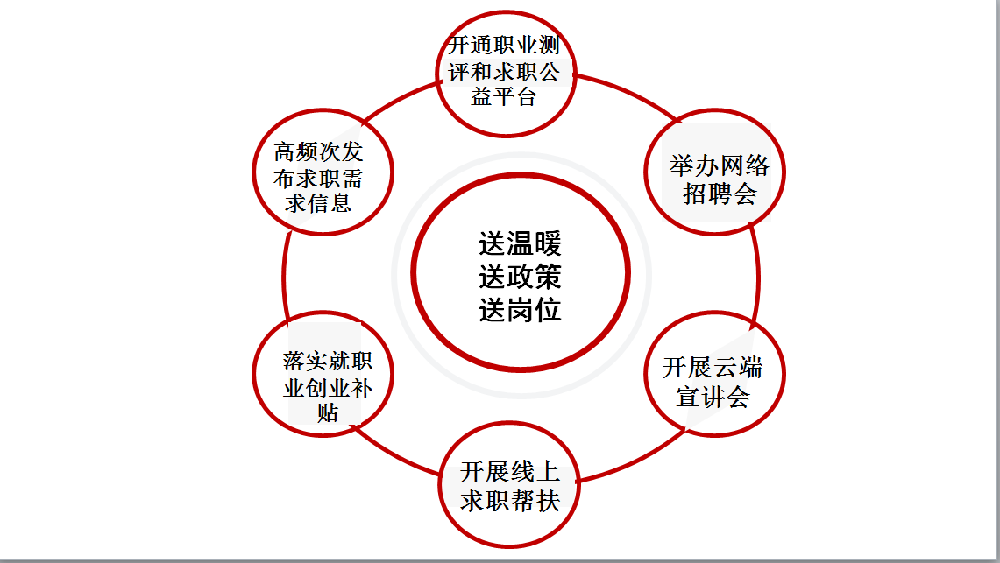 开通职业测
评和求职公
益平台
高频次发
布求职需
求信息
举办网络
招聘会
送温暖
送政策
送岗位
落实就职
业创业补
贴
开展云端
宣讲会
开展线上
求职帮扶